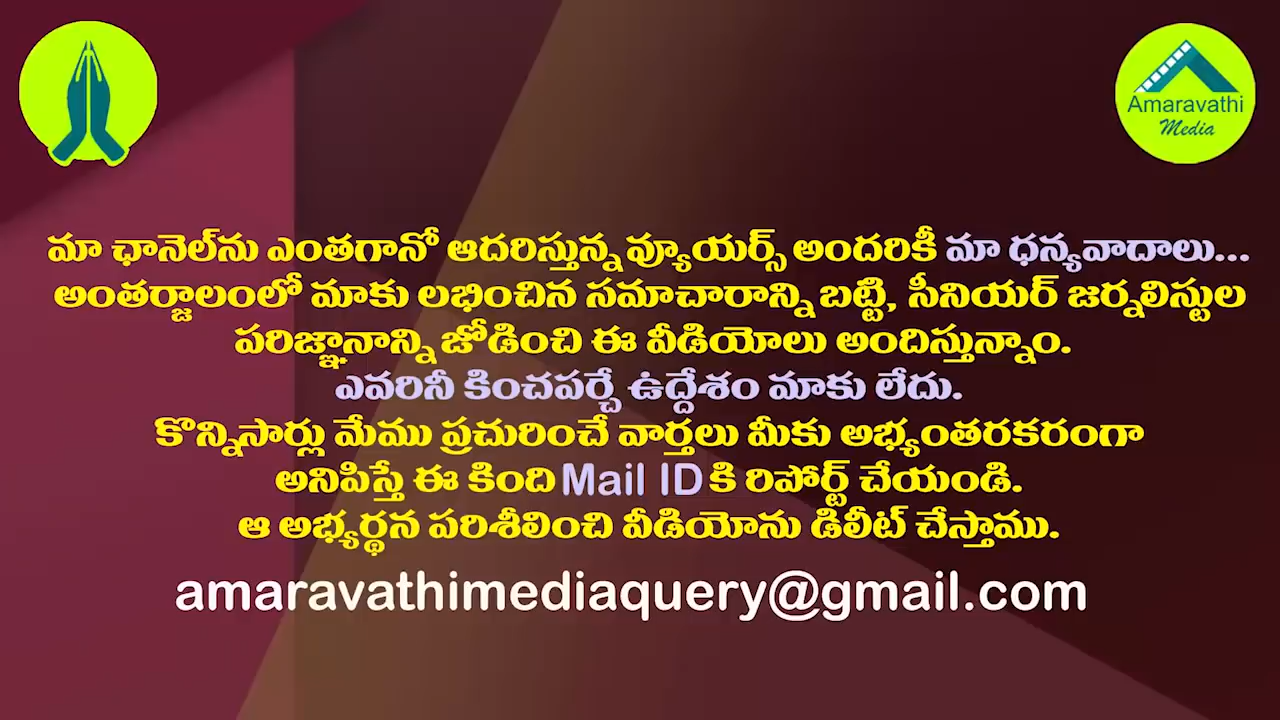 Amaravathi
Media
మా ఛానెల్‌ను ఎంతగానో ఆదరిస్తున్న వ్యూయర్స్ అందరికీ మా ధన్యవాదాలు...
అంతర్జాలంలో మాకు లభించిన సమాచారాన్ని బట్టి, సీనియర్ జర్నలిస్టుల
పరిజ్ఞానాన్ని జోడించి ఈ వీడియోలు అందిస్తున్నాం.
ఎవరినీ కించపర్చే ఉద్దేశం మాకు లేదు.
కొన్నిసార్లు మేము ప్రచురించే వార్తలు మీకు అభ్యంతరకరంగా
అనిపిస్తే ఈ కింది Mail ID కి రిపోర్ట్ చేయండి.
ఆ అభ్యర్థన పరిశీలించి వీడియోను డిలీట్ చేస్తాము.
amaravathimediaquery@gmail.com